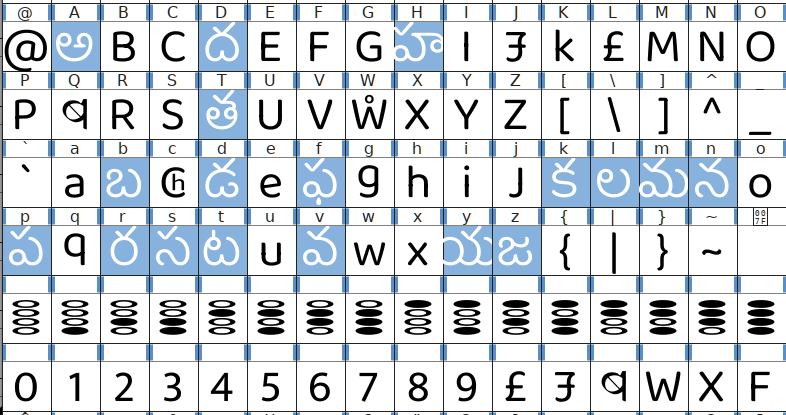 @ A B C D E F G H I J K L M N O
@ అ B C ద E F G హ I Ɪ k £ M N O
P Q R S T U V W X Y Z [ \ ] ^ _
P R S త U V W̊ X Y Z [ \ ] ^ _
` a b c d e f g h i j k l m n o
` a బ డ e ఫ g h i J క ల మ న o
p q r s t u v w x y z { | } ~ 007F
ప q ర స ట u వ w x య జ { | } ~
0 1 2 3 4 5 6 7 8 9 £ W X F